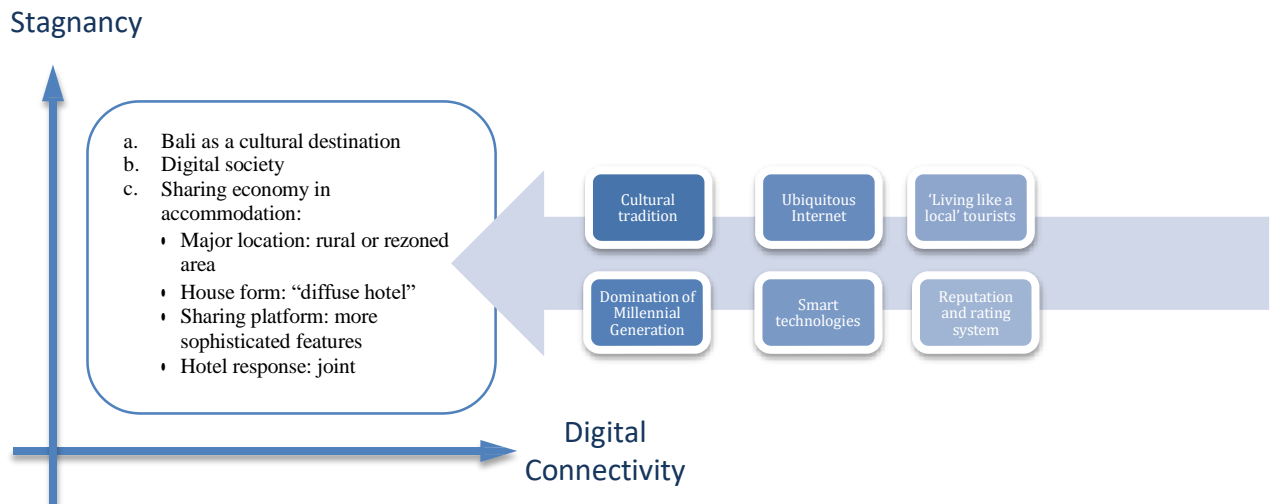 Stagnancy
a. Bali as a cultural destination
b. Digital society
c. Sharing economy in
accommodation:
• Major location: rural or rezoned
area
• House form: “diffuse hotel”
• Sharing platform: more
sophisticated features
• Hotel response: joint
Cultural
tradition
Ubiquitous
Internet
‘Living like a
local’ tourists
Domination of
Millennial
Generation
Smart
technologies
Reputation
and rating
system
Digital
Connectivity